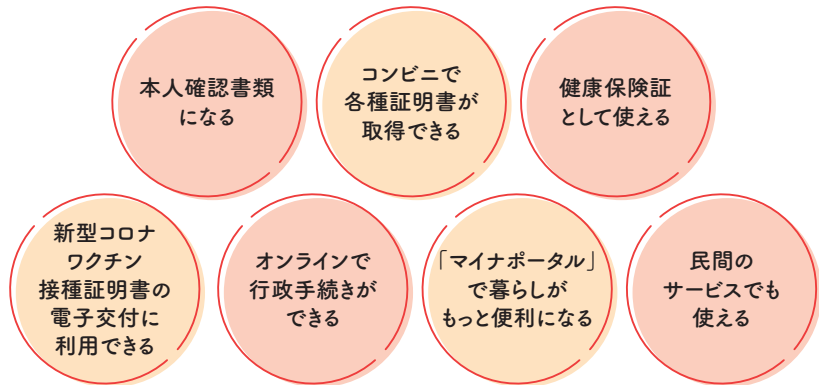 本人確認書類
になる
コンビニで
各種証明書が
取得できる
健康保険証
として使える
新型コロナ
ワクチン
接種証明書の
電子交付に
利用できる
オンラインで
行政手続きが
できる
「マイナポータル」
で暮らしが
もっと便利になる
民間の
サービスでも
使える